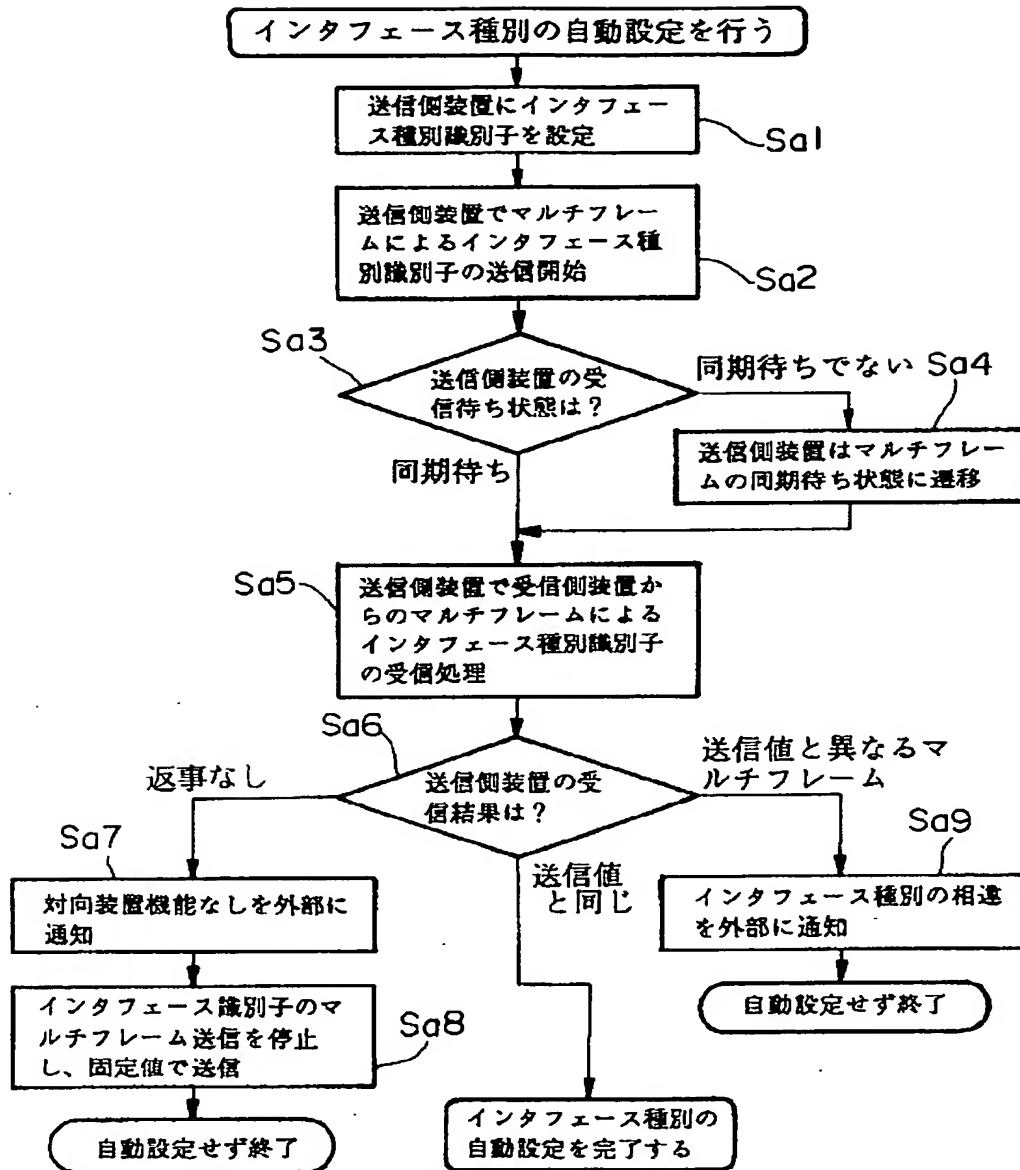 インタフェース種別の自動設定を行う
送信側装置にインタフェー
ス種別識別子を設定
Sa1
送信側装置でマルチフレー
ムによるインタフェース種
別識別子の送信開始
Sa2
Sa3
送信側装置の受
信待ち状態は？
同期待ちでない Sa4
同期待ち
送信側装置はマルチフレー
ムの同期待ち状態に遷移
Sa5
送信側装置で受信側装置か
らのマルチフレームによる
インタフェース種別識別子
の受信処理
Sa6
返事なし
送信側装置の受
信結果は？
送信値と異なるマ
ルチフレーム
Sa7
送信値
と同じ
Sa9
対向装置機能なしを外部に
通知
インタフェース種別の相違
を外部に通知
インタフェース識別子のマ
ルチフレーム送信を停止
し、固定値で送信
Sa8
自動設定せず終了
自動設定せず終了
インタフェース種別の
自動設定を完了する